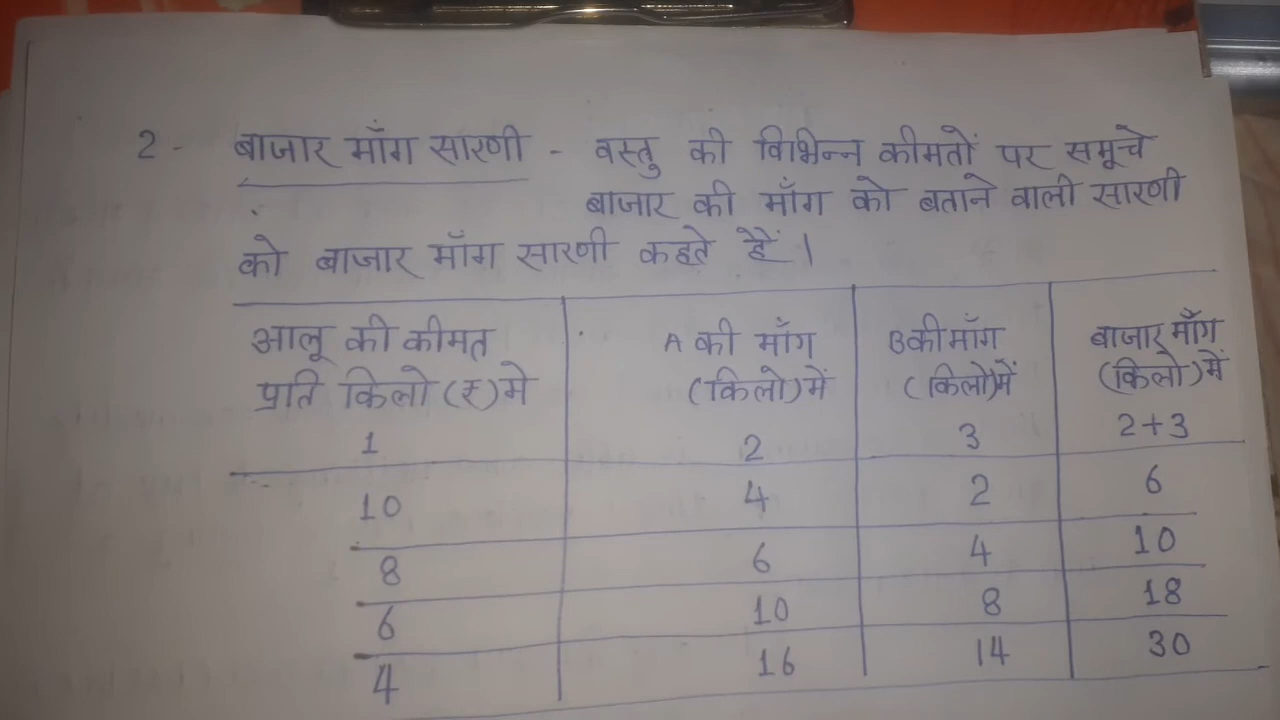 2 - बाजार माँग सारणी - वस्तु की विभिन्न कीमतों पर समूचे
बाजार की माँग को बताने वाली सारणी
को बाजार माँग सारणी कहते हैं।
आलू की कीमत A की माँग B की माँग बाजार माँग
प्रति किलो (₹) मे (किलो) में (किलो) में (किलो) में
1 2 3 2+3
10 4 2 6
8 6 4 10
6 10 8 18
4 16 14 30